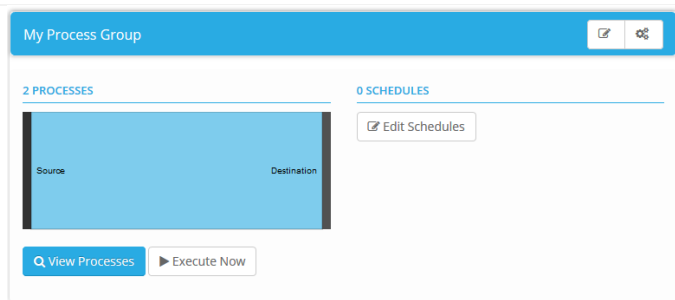 My Process Group
2 PROCESSES
0 SCHEDULES
Edit Schedules
Source
Destination
View Processes
Execute Now